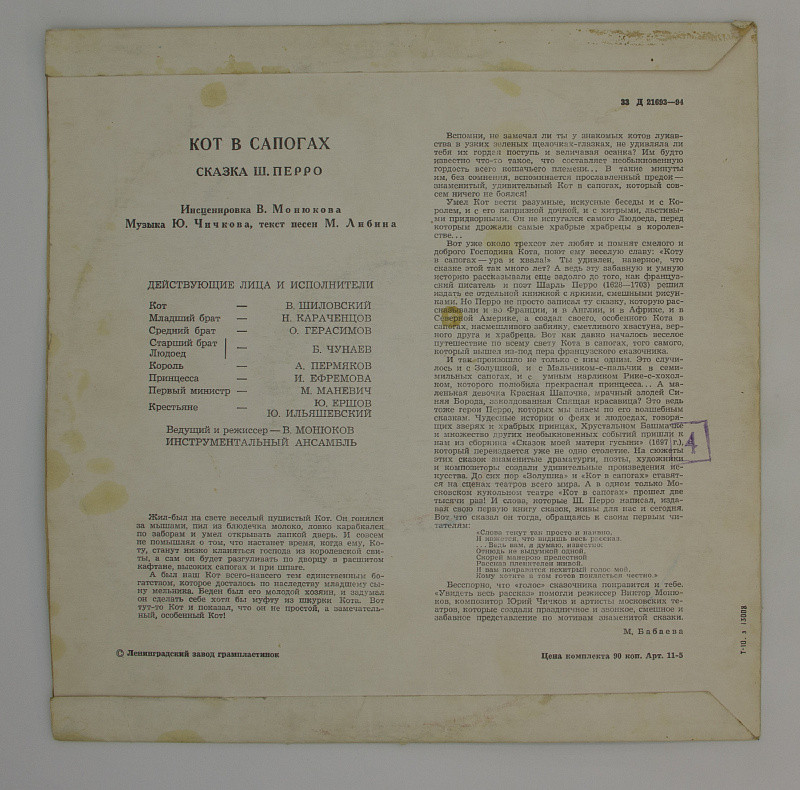 33 Д 21693—94
КОТ В САПОГАХ
СКАЗКА Ш. ПЕРРО
Инсценировка В. Монюкова
Музыка Ю. Чичкова, текст песен М. Либина
ДЕЙСТВУЮЩИЕ ЛИЦА И ИСПОЛНИТЕЛИ
Кот — В. ШИЛОВСКИЙ
Младший брат — Н. КАРАЧЕНЦОВ
Средний брат — О. ГЕРАСИМОВ
Старший брат
Людоед — Б. ЧУНАЕВ
Король — А. ПЕРМЯКОВ
Принцесса — И. ЕФРЕМОВА
Первый министр — М. МАНЕВИЧ
Крестьяне — Ю. ЕРШОВ
Ю. ИЛЬЯШЕВСКИЙ
Ведущий и режиссер — В. МОНЮКОВ
ИНСТРУМЕНТАЛЬНЫЙ АНСАМБЛЬ
Жил-был на свете веселый пушистый Кот. Он гонялся
за мышами, пил из блюдечка молоко, ловко карабкался
по заборам и умел открывать лапкой дверь. И совсем
не помышлял о том, что настанет время, когда ему, Ко-
ту, станут низко кланяться господа из королевской сви-
ты, а сам он будет разгуливать по дворцу в расшитом
кафтане, высоких сапогах и при шпаге.
А был наш Кот всего-навсего тем единственным бо-
гатством, которое досталось по наследству младшему сы-
ну мельника. Беден был его молодой хозяин, и задумал
он сделать себе хотя бы муфту из шкурки Кота. Вот
тут-то Кот и показал, что он не простой, а замечатель-
ный, особенный Кот!
Вспомни, не замечал ли ты у знакомых котов лукав-
ства в узких зеленых щелочках-глазках, не удивляла ли
тебя их гордая поступь и величавая осанка? Им будто
известно что-то такое, что составляет необыкновенную
гордость всего кошачьего племени... В такие минуты
им, без сомнения, вспоминается прославленный предок —
знаменитый, удивительный Кот в сапогах, который сов-
сем ничего не боялся!
Умел Кот вести разумные, искусные беседы и с Ко-
ролем, и с его капризной дочкой, и с хитрыми, льстивы-
ми придворными. Он не испугался самого Людоеда, перед
которым дрожали самые храбрые храбрецы в королев-
стве...
Вот уже около трехсот лет любят и помнят смелого и
доброго Господина Кота, поют ему веселую славу: «Коту
в сапогах — ура и хвала!» Ты удивлен, наверное, что
сказке этой так много лет? А ведь эту забавную и умную
историю рассказывали еще задолго до того, как француз-
ский писатель и поэт Шарль Перро (1628—1703) решил
издать ее отдельной книжкой с яркими, смешными рисун-
ками. Но Перро не просто записал ту сказку, которую рас-
сказывали и во Франции, и в Англии, и в Африке, и в
Северной Америке, а создал своего, особенного Кота в
сапогах, насмешливого забияку, сметливого хвастуна, вер-
ного друга и храбреца. Вот как давно началось веселое
путешествие по всему свету Кота в сапогах, того самого,
который вышел из-под пера французского сказочника.
И так произошло не только с ним одним. Это случи-
лось и с Золушкой, и с Мальчиком-с-пальчик в семи-
мильных сапогах, и с умным карликом Рике-с-хохол-
ком, которого полюбила прекрасная принцесса... А ма-
ленькая девочка Красная Шапочка, мрачный злодей Си-
няя Борода, заколдованная Спящая красавица? Это ведь
тоже герои Перро, которых мы знаем по его волшебным
сказкам. Чудесные истории о феях и людоедах, говоря-
щих зверях и храбрых принцах, Хрустальном Башмачке
и множество других необыкновенных событий пришли к
нам из сборника «Сказок моей матери гусыни» (1697 г.),
который переиздается уже не одно столетие. На сюжеты
этих сказок знаменитые драматурги, поэты, художники
и композиторы создали удивительные произведения ис-
кусства. До сих пор «Золушка» и «Кот в сапогах» ставят-
ся на сценах театров всего мира. А в одном только Мо-
сковском кукольном театре «Кот в сапогах» прошел две
тысячи раз! И слова, которые Ш. Перро написал, изда-
вая свою первую книгу сказок, живы для нас и сегодня.
Вот что сказал он тогда, обращаясь к своим первым чи-
тателям:
«Слова текут так просто и наивно,
И кажется, что видишь весь рассказ.
...Ведь вам, я думаю, известно:
Отнюдь не выдумкой одной,
Скорей манерою прелестной
Рассказ пленителен живой.
И вам понравится нехитрый голос мой,
Кому хотите в том готов поклясться честно.»
Бесспорно, что «голос» сказочника понравится и тебе.
«Увидеть весь рассказ» помогли режиссер Виктор Моню-
ков, композитор Юрий Чичков и артисты московских те-
атров, которые создали праздничное и звонкое, смешное и
забавное представление по мотивам знаменитой сказки.
М. Бабаева
4
© Ленинградский завод грампластинок
Цена комплекта 90 коп. Арт. 11-5